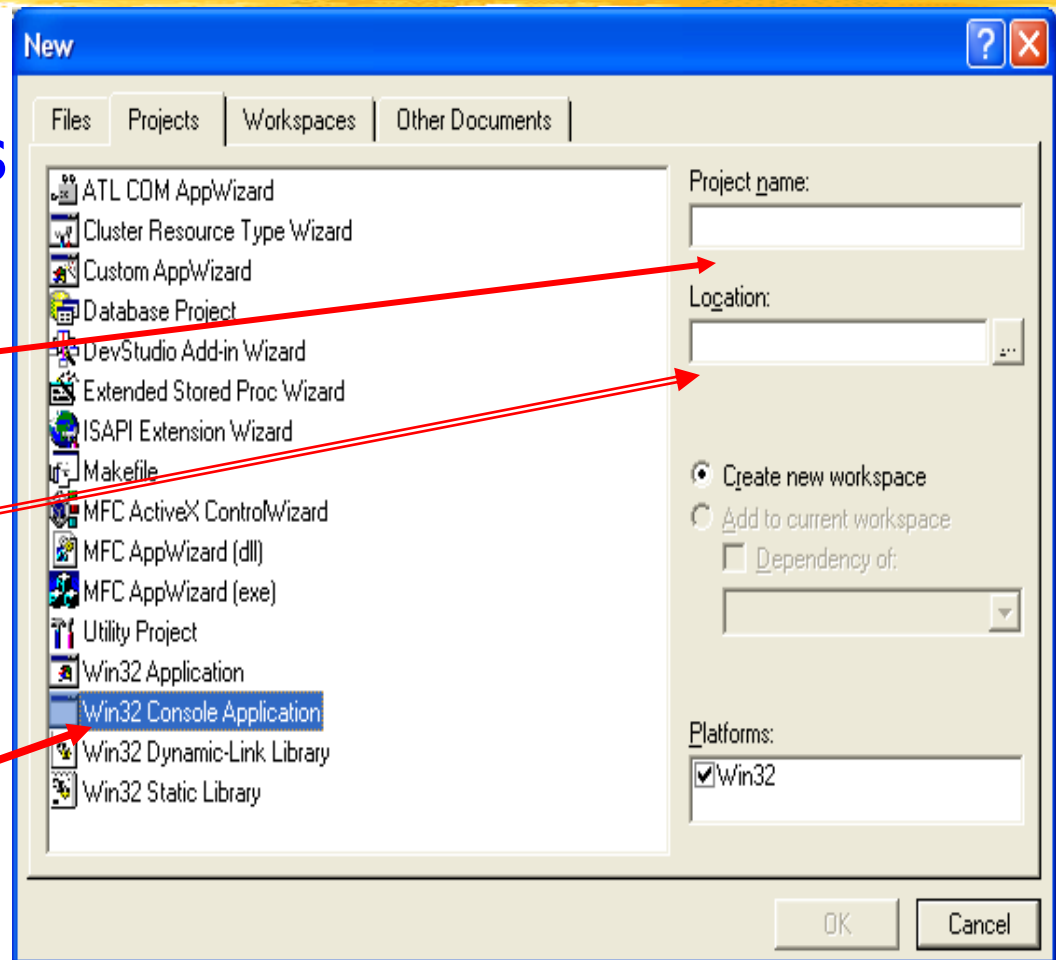 New
S
Files Projects Workspaces Other Documents
ATL COM AppWizard
Cluster Resource Type Wizard
Custom AppWizard
Database Project
DevStudio Add-in Wizard
Extended Stored Proc Wizard
ISAPI Extension Wizard
Makefile
MFC ActiveX ControlWizard
MFC AppWizard (dll)
MFC AppWizard (exe)
Utility Project
Win32 Application
Win32 Console Application
Win32 Dynamic-Link Library
Win32 Static Library
Project name:
Location:
...
Create new workspace
Add to current workspace
Dependency of:
Platforms:
Win32
OK Cancel